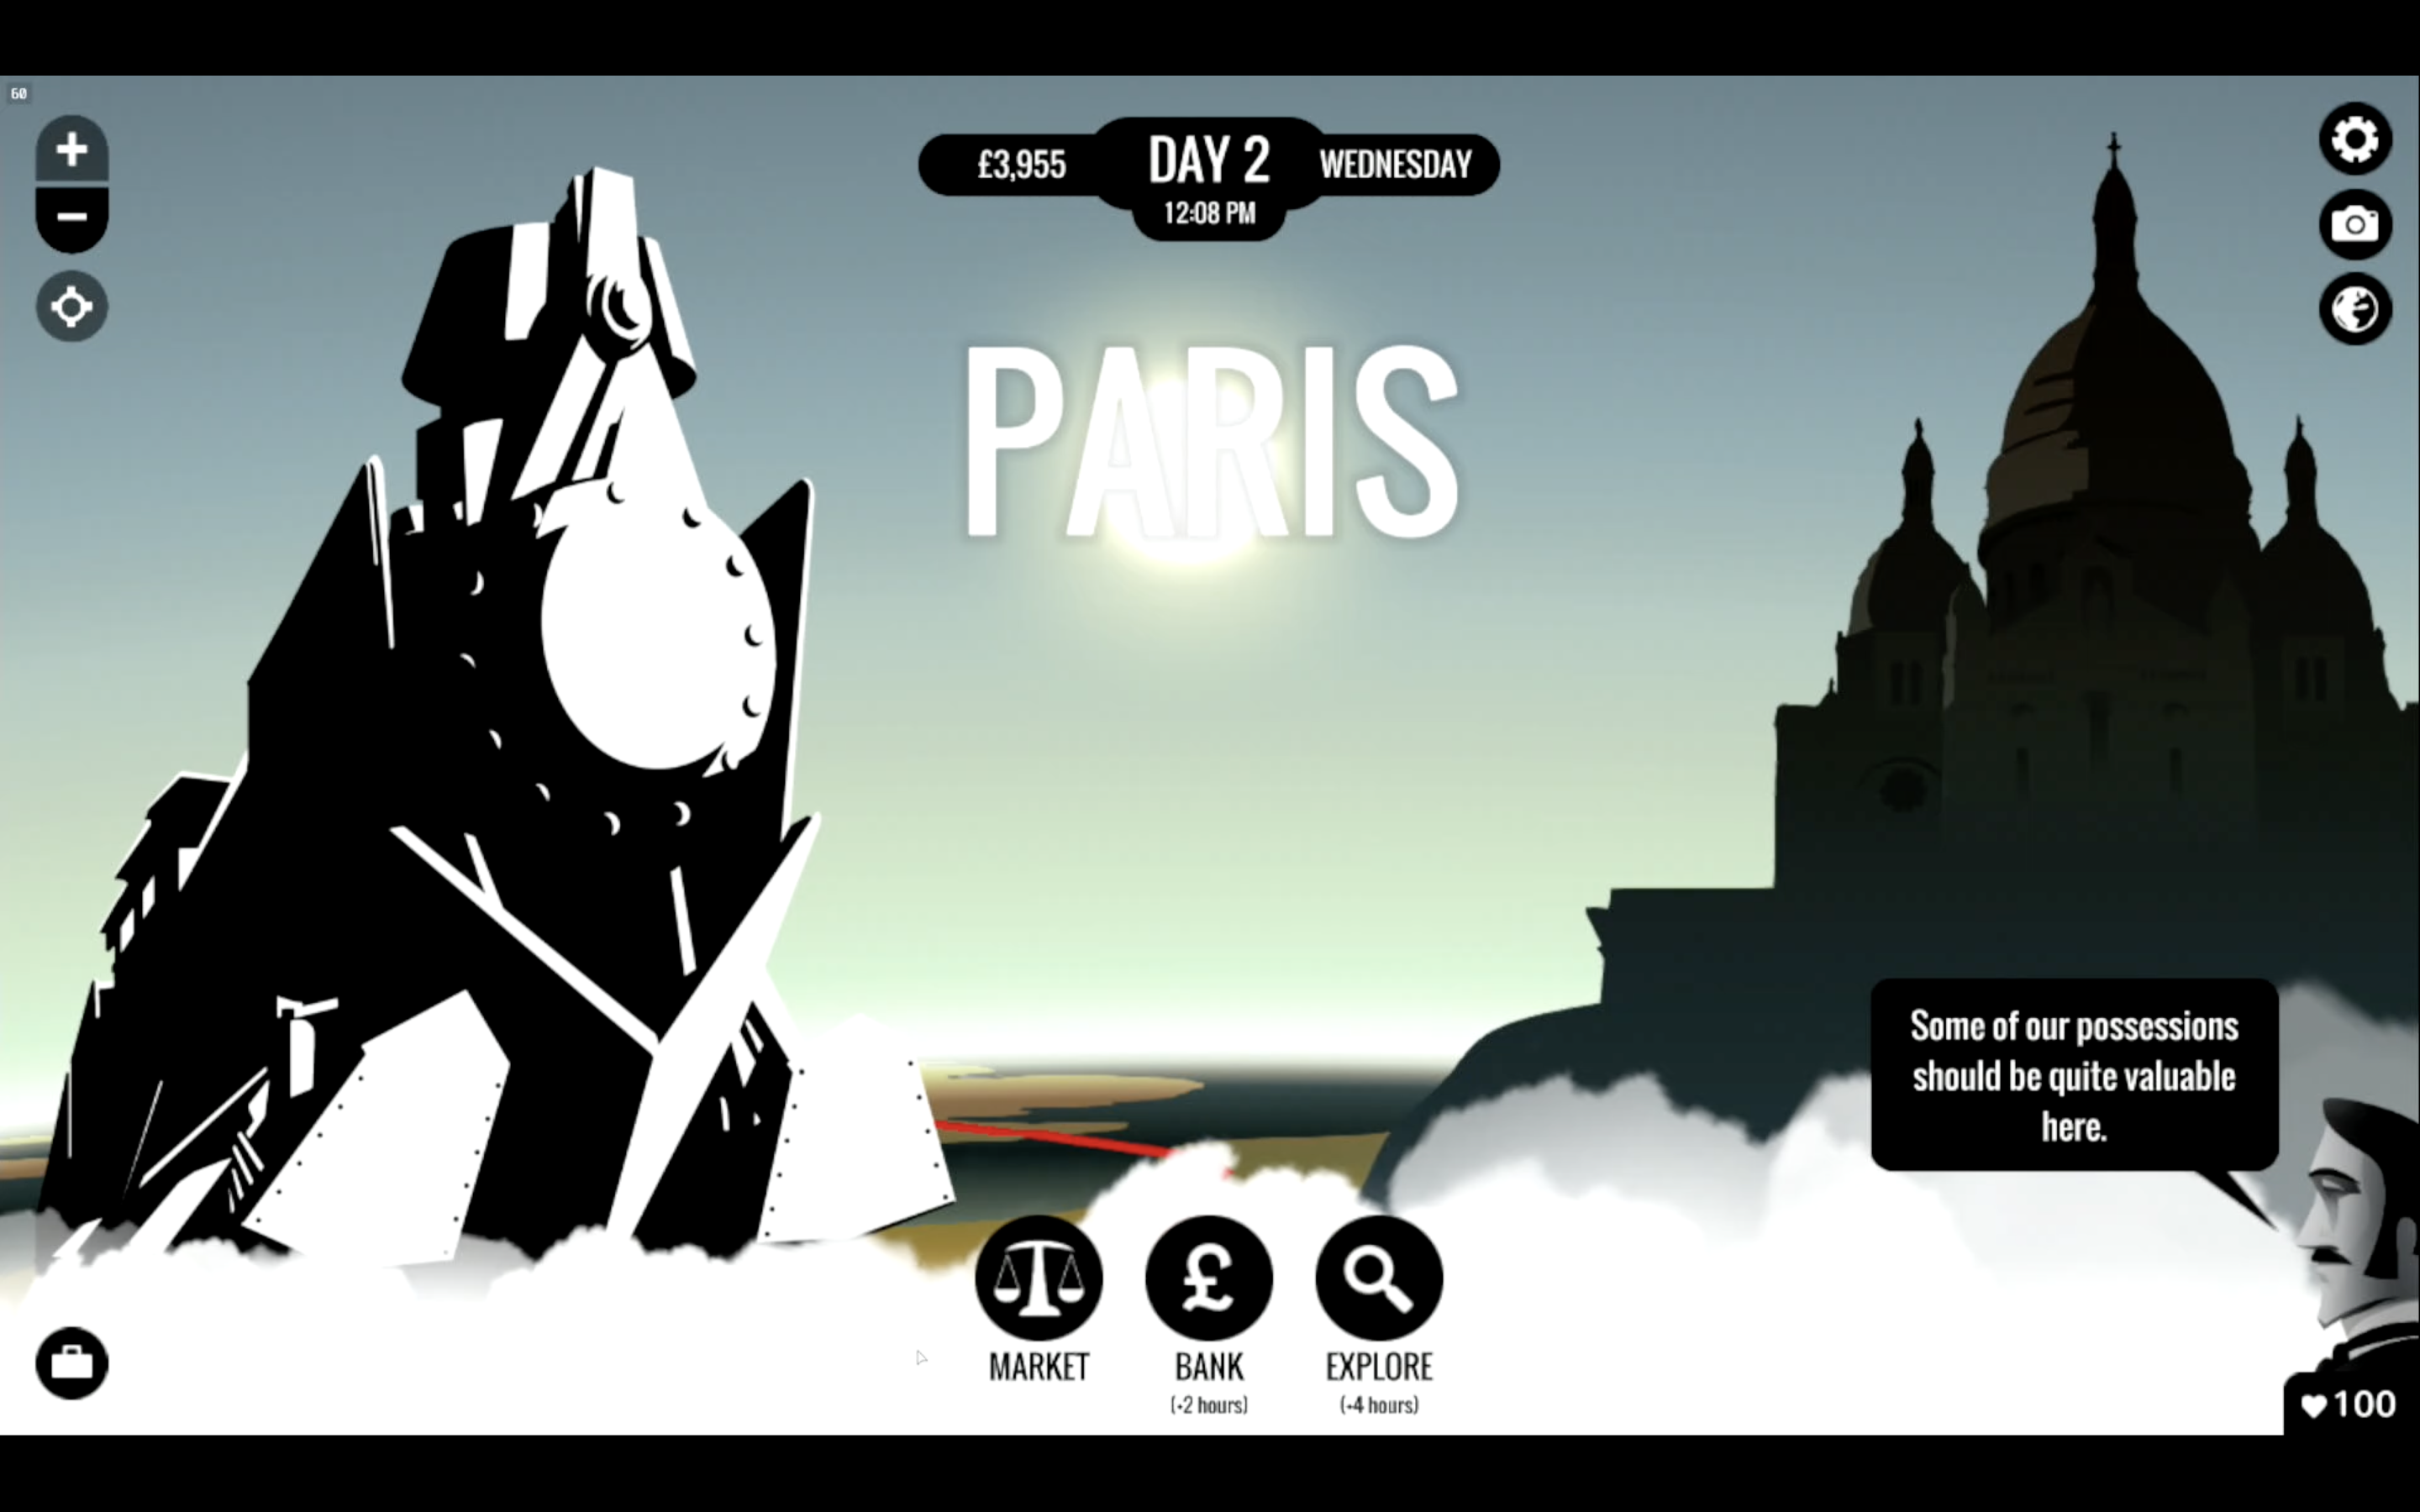 60
£3,955
DAY 2
WEDNESDAY
12:08 PM
PARIS
Some of our possessions
should be quite valuable
here.
MARKET
BANK
(+2 hours)
EXPLORE
(+4 hours)
100